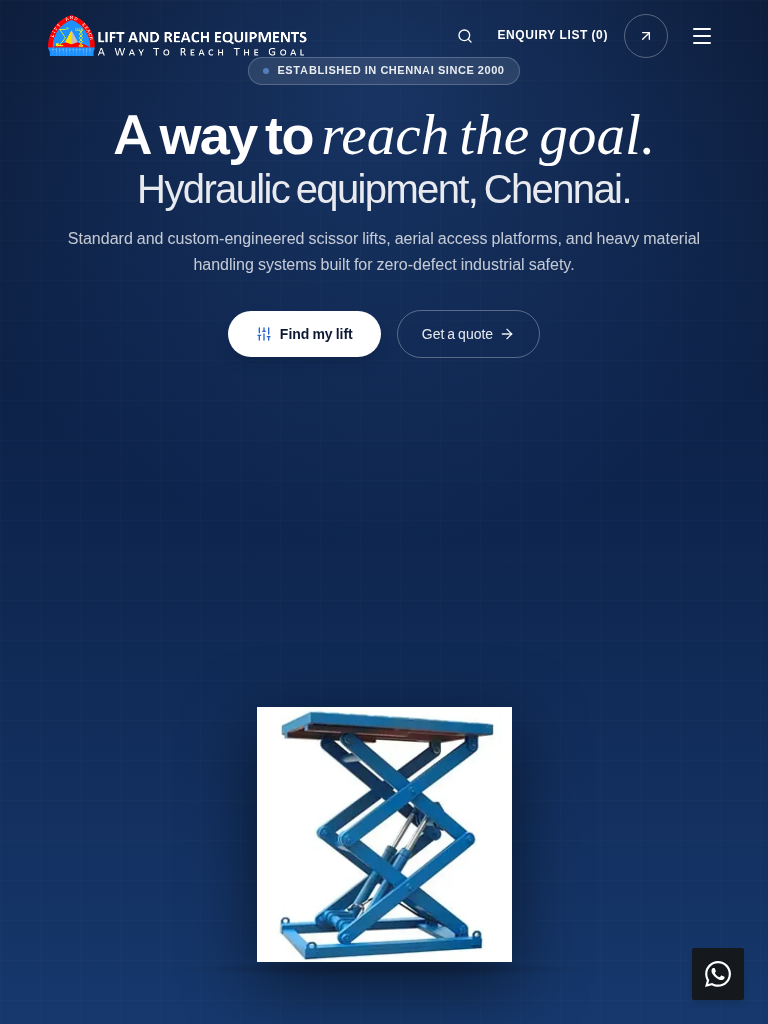 LIFT AND REACH EQUIPMENTS
A WAY TO REACH THE GOAL
ENQUIRY LIST (0)
ESTABLISHED IN CHENNAI SINCE 2000
A way to reach the goal.
Hydraulic equipment, Chennai.
Standard and custom-engineered scissor lifts, aerial access platforms, and heavy material
handling systems built for zero-defect industrial safety.
Find my lift
Get a quote